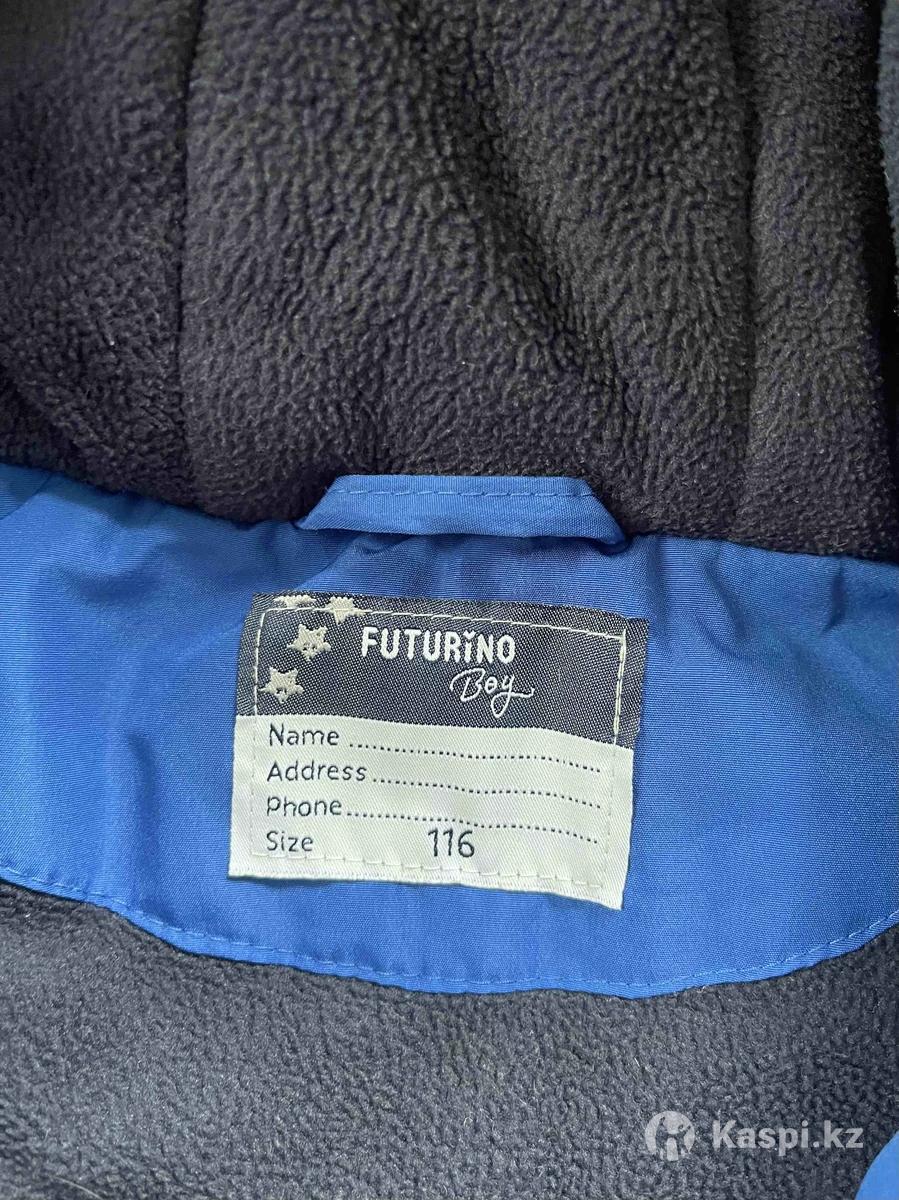 FUTURINO
Boy
Name
Address
Phone
Size 116
Kaspi.kz